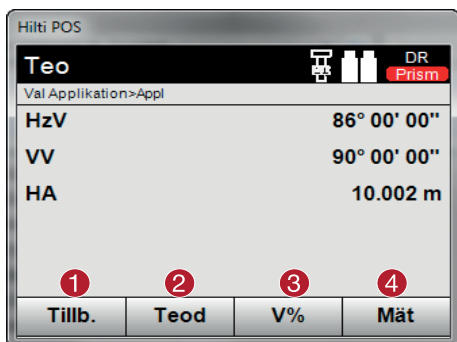 Hilti POS
Teo
DR
Prism
Val Applikation>Appl
HzV 86° 00' 00"
VV 90° 00' 00"
HA 10.002 m
1 2 3 4
Tillb. Teod V% Mät